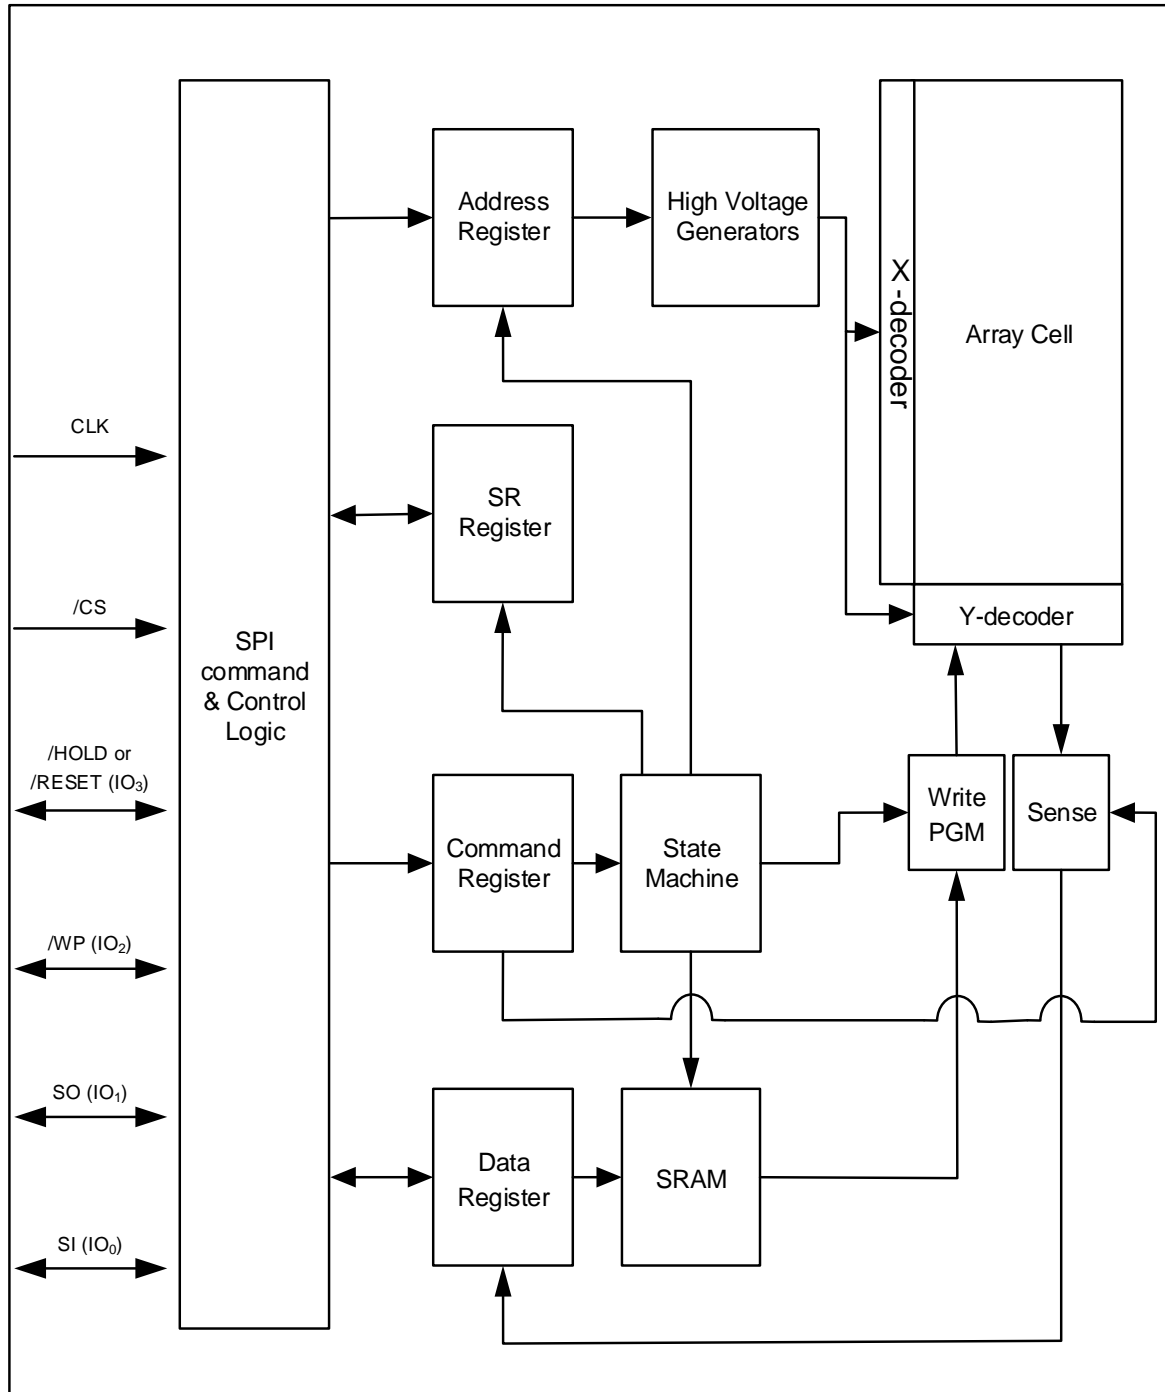 CLK
/CS
/HOLD or
/RESET (IO₃)
/WP (IO₂)
SO (IO₁)
SI (IO₀)
SPI
command
& Control
Logic
Address
Register
High Voltage
Generators
X-decoder
Array Cell
SR
Register
Y-decoder
Command
Register
State
Machine
Write
PGM
Sense
Data
Register
SRAM